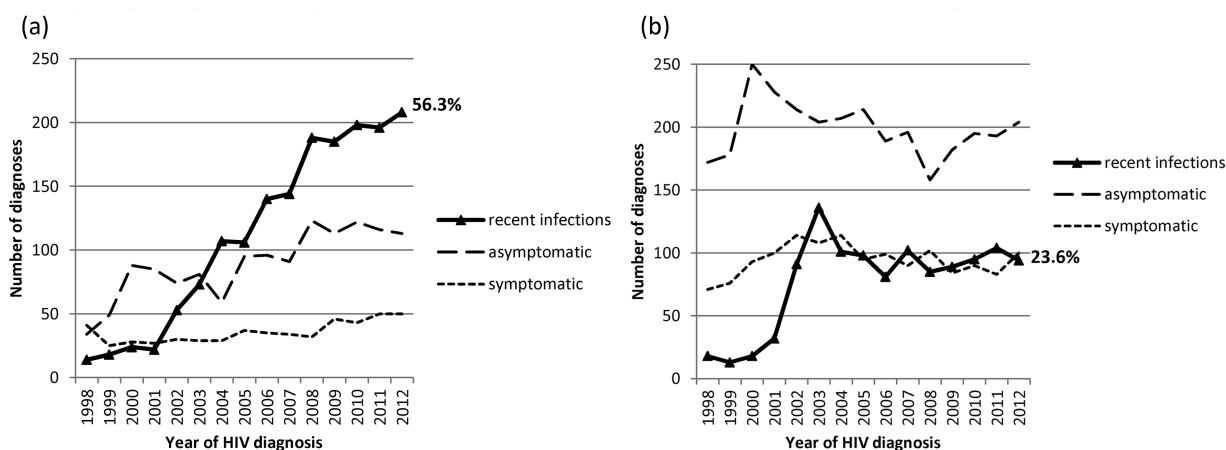 (a)
250
200
150
100
50
0
Number of diagnoses
56.3%
recent infections
asymptomatic
symptomatic
1998 1999 2000 2001 2002 2003 2004 2005 2006 2007 2008 2009 2010 2011 2012
Year of HIV diagnosis
(b)
250
200
150
100
50
0
Number of diagnoses
23.6%
recent infections
asymptomatic
symptomatic
1998 1999 2000 2001 2002 2003 2004 2005 2006 2007 2008 2009 2010 2011 2012
Year of HIV diagnosis